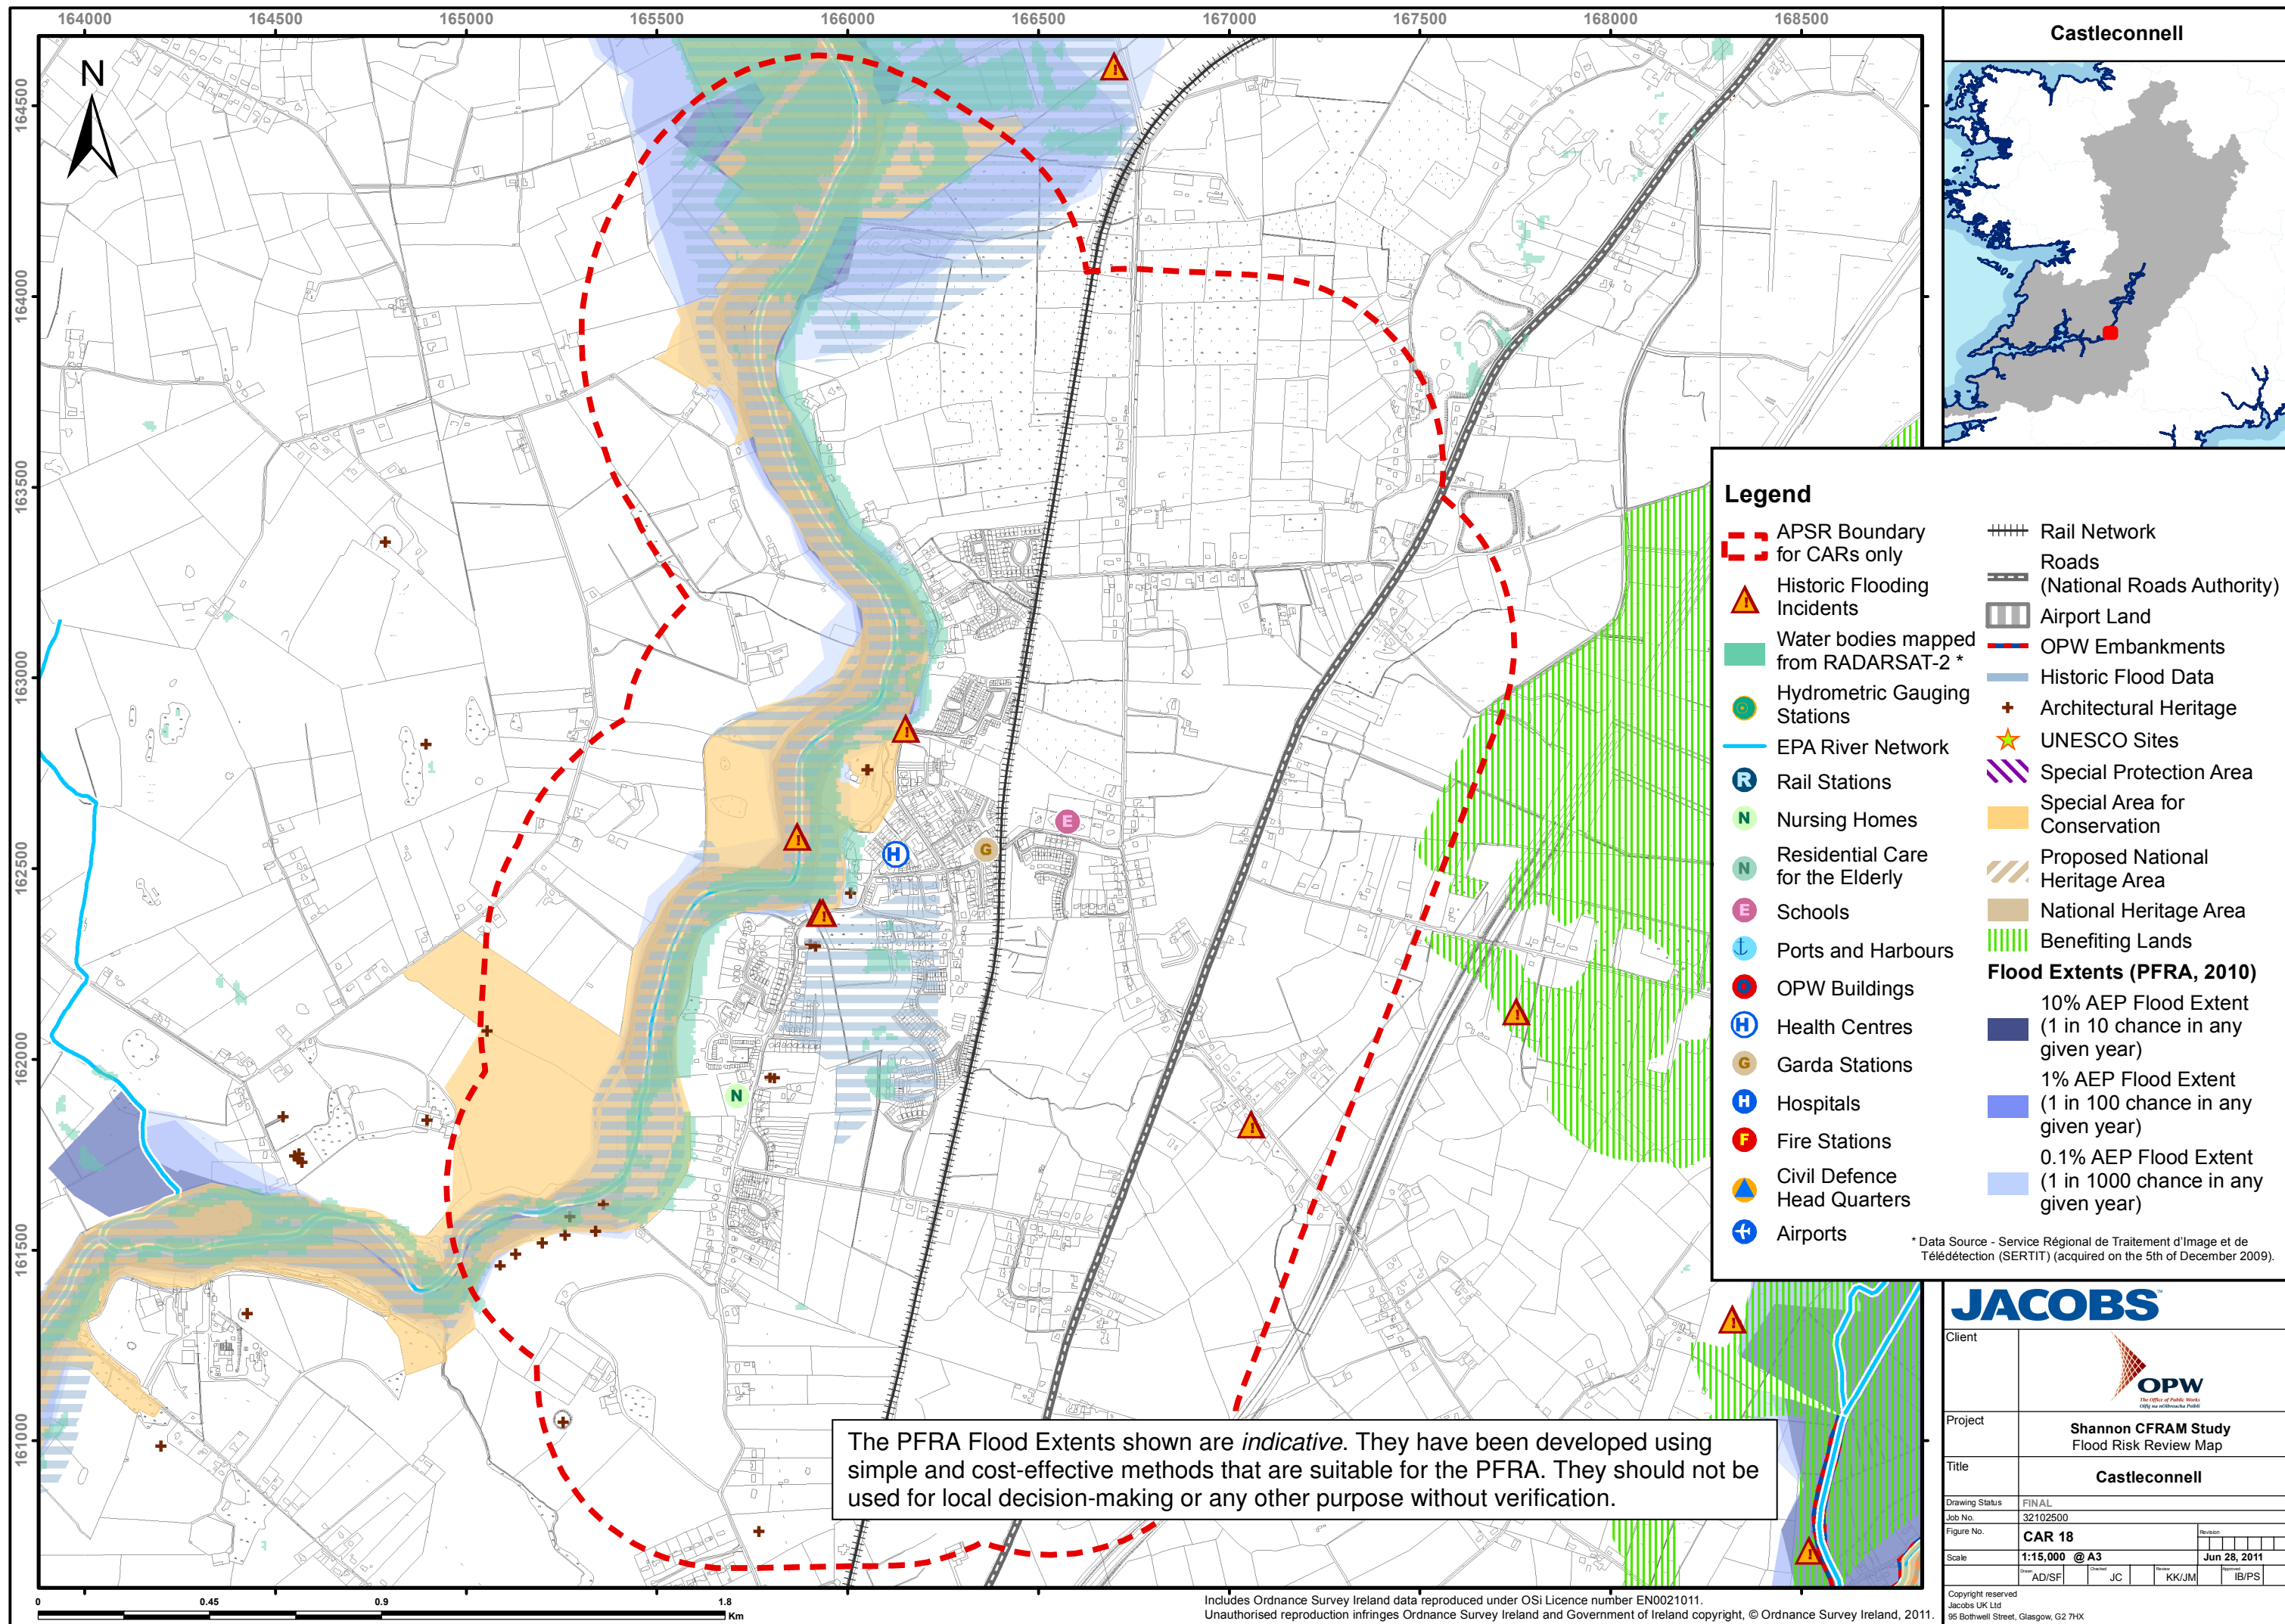 164000 164500 165000 165500 166000 166500 167000 167500 168000 168500
164500
164000
163500
163000
162500
162000
161500
161000
N
E
H
G
N
Castleconnell
Legend
APSR Boundary
for CARs only
Historic Flooding
Incidents
Water bodies mapped
from RADARSAT-2 *
Hydrometric Gauging
Stations
EPA River Network
R Rail Stations
N Nursing Homes
N Residential Care
for the Elderly
E Schools
Ports and Harbours
OPW Buildings
H Health Centres
G Garda Stations
H Hospitals
F Fire Stations
Civil Defence
Head Quarters
Airports
Rail Network
Roads
(National Roads Authority)
Airport Land
OPW Embankments
Historic Flood Data
Architectural Heritage
UNESCO Sites
Special Protection Area
Special Area for
Conservation
Proposed National
Heritage Area
National Heritage Area
Benefiting Lands
Flood Extents (PFRA, 2010)
10% AEP Flood Extent
(1 in 10 chance in any
given year)
1% AEP Flood Extent
(1 in 100 chance in any
given year)
0.1% AEP Flood Extent
(1 in 1000 chance in any
given year)
* Data Source - Service Régional de Traitement d'Image et de
Télédétection (SERTIT) (acquired on the 5th of December 2009).
The PFRA Flood Extents shown are indicative. They have been developed using
simple and cost-effective methods that are suitable for the PFRA. They should not be
used for local decision-making or any other purpose without verification.
JACOBS
Client
OPW
The Office of Public Works
Oifig na nOibreacha Poiblí
Project
Shannon CFRAM Study
Flood Risk Review Map
Title
Castleconnell
Drawing Status FINAL
Job No. 32102500
Figure No. CAR 18 Revision
Scale 1:15,000 @ A3 Jun 28, 2011
Drawn AD/SF Checked JC Review KK/JM Approved IB/PS
Copyright reserved
Jacobs UK Ltd
95 Bothwell Street, Glasgow, G2 7HX
0 0.45 0.9 1.8
Km
Includes Ordnance Survey Ireland data reproduced under OSi Licence number EN0021011.
Unauthorised reproduction infringes Ordnance Survey Ireland and Government of Ireland copyright, © Ordnance Survey Ireland, 2011.